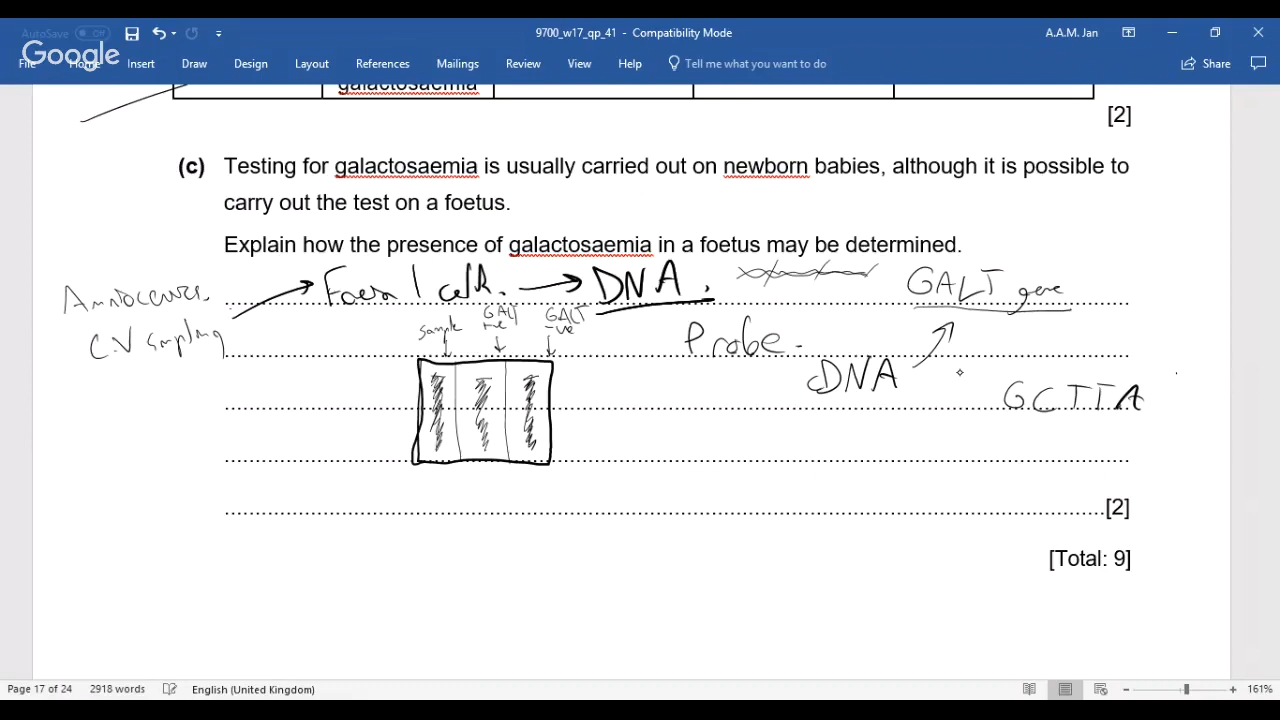 AutoSave Off
9700_w17_qp_41 - Compatibility Mode
A.A.M. Jan
Google
File Home Insert Draw Design Layout References Mailings Review View Help Tell me what you want to do Share
galactosaemia
[2]
(c) Testing for galactosaemia is usually carried out on newborn babies, although it is possible to
carry out the test on a foetus.
Explain how the presence of galactosaemia in a foetus may be determined.
DNA. GALT gene
C.V sampling
sample GALT +ve GALT -ve
Probe.
DNA
GCTTA
[2]
[Total: 9]
Page 17 of 24 2918 words English (United Kingdom) 161%